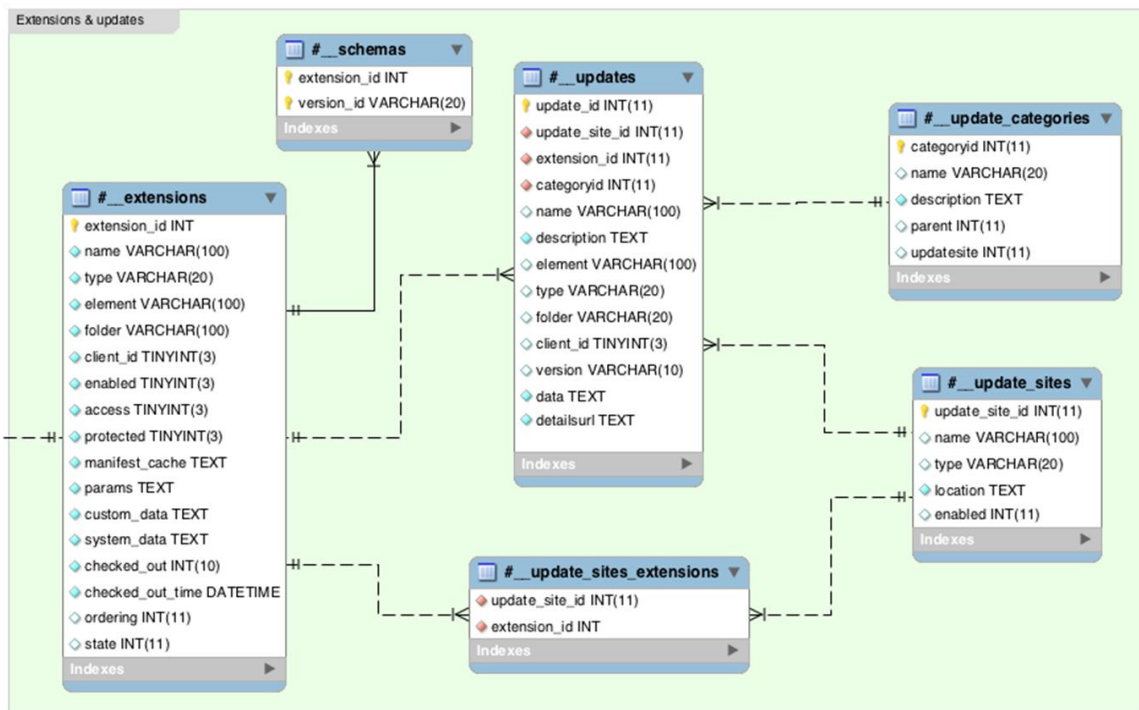 Extensions & updates
#__schemas
extension_id INT
version_id VARCHAR(20)
Indexes
#__extensions
extension_id INT
name VARCHAR(100)
type VARCHAR(20)
element VARCHAR(100)
folder VARCHAR(100)
client_id TINYINT(3)
enabled TINYINT(3)
access TINYINT(3)
protected TINYINT(3)
manifest_cache TEXT
params TEXT
custom_data TEXT
system_data TEXT
checked_out INT(10)
checked_out_time DATETIME
ordering INT(11)
state INT(11)
Indexes
#__updates
update_id INT(11)
update_site_id INT(11)
extension_id INT(11)
categoryid INT(11)
name VARCHAR(100)
description TEXT
element VARCHAR(100)
type VARCHAR(20)
folder VARCHAR(20)
client_id TINYINT(3)
version VARCHAR(10)
data TEXT
detailsurl TEXT
Indexes
#__update_categories
categoryid INT(11)
name VARCHAR(20)
description TEXT
parent INT(11)
updatesite INT(11)
Indexes
#__update_sites
update_site_id INT(11)
name VARCHAR(100)
type VARCHAR(20)
location TEXT
enabled INT(11)
Indexes
#__update_sites_extensions
update_site_id INT(11)
extension_id INT
Indexes